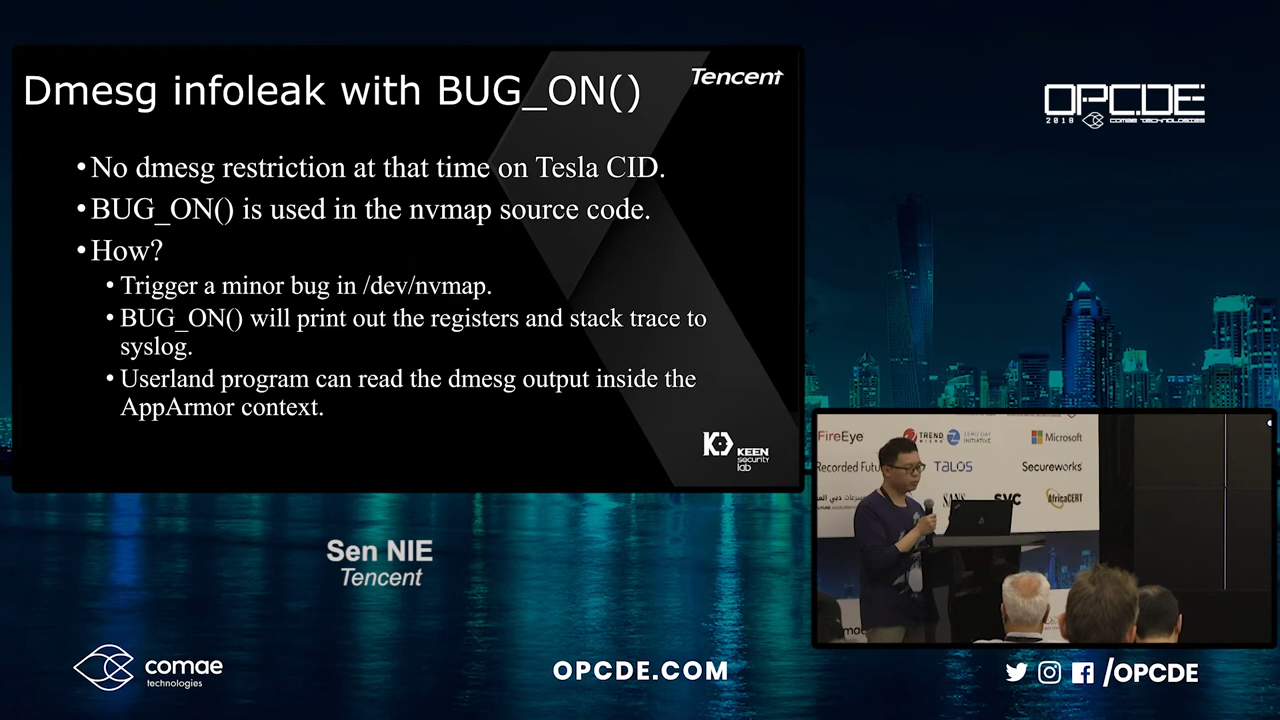 Dmesg infoleak with BUG_ON()
Tencent
• No dmesg restriction at that time on Tesla CID.
• BUG_ON() is used in the nvmap source code.
• How?
• Trigger a minor bug in /dev/nvmap.
• BUG_ON() will print out the registers and stack trace to
syslog.
• Userland program can read the dmesg output inside the
AppArmor context.
KEEN
security
lab
OPCDE
2018 COMAE TECHNOLOGIES
FireEye
TREND
MICRO
ZERO DAY
INITIATIVE
Microsoft
Recorded Futu
TALOS
Secureworks
SANS
SVC
AfricaCERT
Sen NIE
Tencent
comae
technologies
OPCDE.COM
/OPCDE